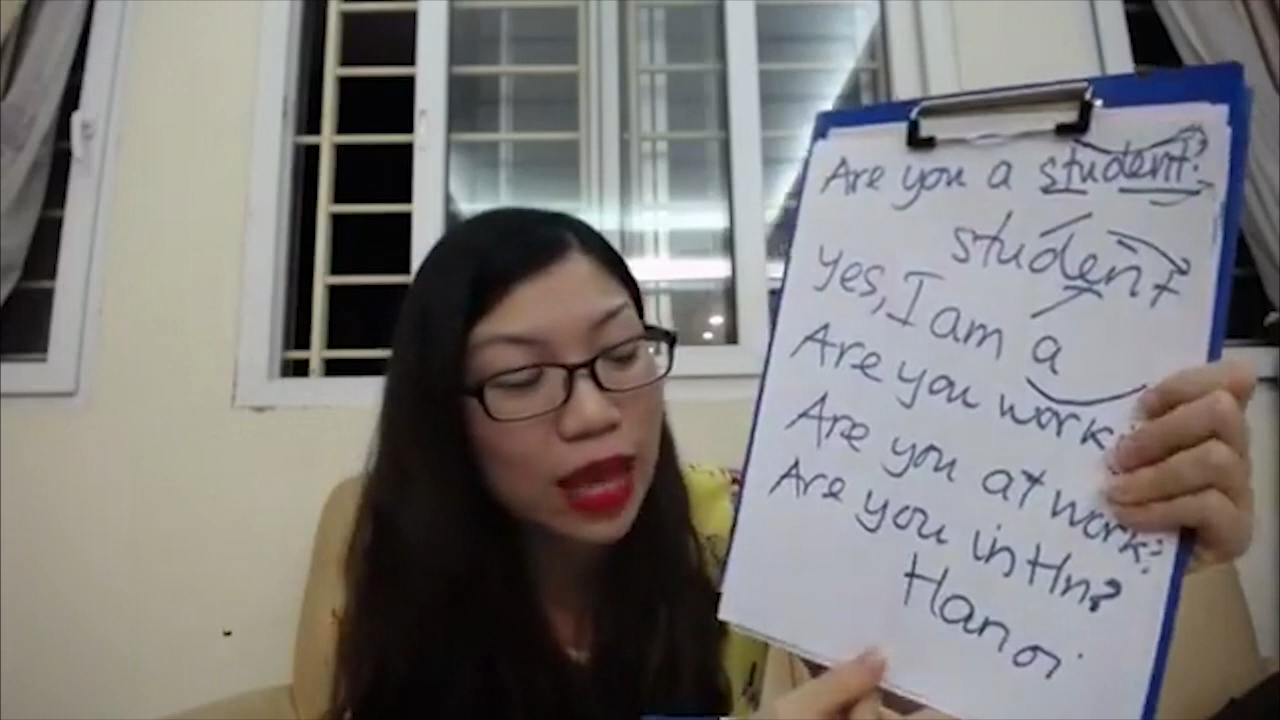 Are you a student?
student
Yes, I am a
Are you work?
Are you at work?
Are you in Hn?
Hanoi